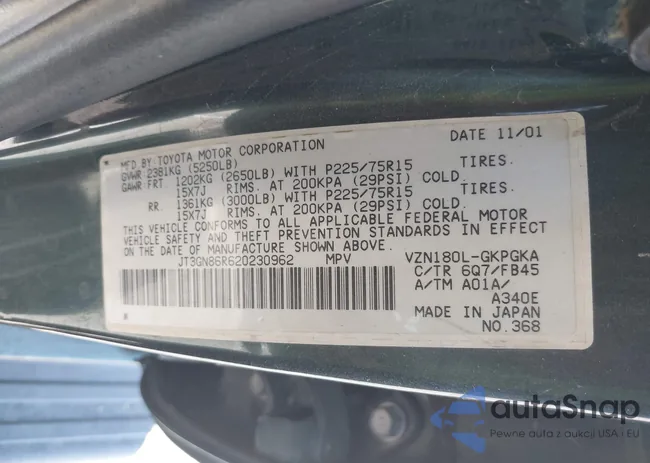 MFD BY TOYOTA MOTOR CORPORATION DATE 11/01
GVWR 2381KG (5250LB)
GAWR FRT 1202KG (2650LB) WITH P225/75R15 TIRES.
15X7J RIMS. AT 200KPA (29PSI) COLD.
RR. 1361KG (3000LB) WITH P225/75R15 TIRES.
15X7J RIMS. AT 200KPA (29PSI) COLD.
THIS VEHICLE CONFORMS TO ALL APPLICABLE FEDERAL MOTOR
VEHICLE SAFETY AND THEFT PREVENTION STANDARDS IN EFFECT
ON THE DATE OF MANUFACTURE SHOWN ABOVE.
JT3GN86R620230962 MPV VZN180L-GKPGKA
C/TR 6Q7/FB45
A/TM A01A/
A340E
MADE IN JAPAN
NO.368
autaSnap
Pewne auta z aukcji USA i EU